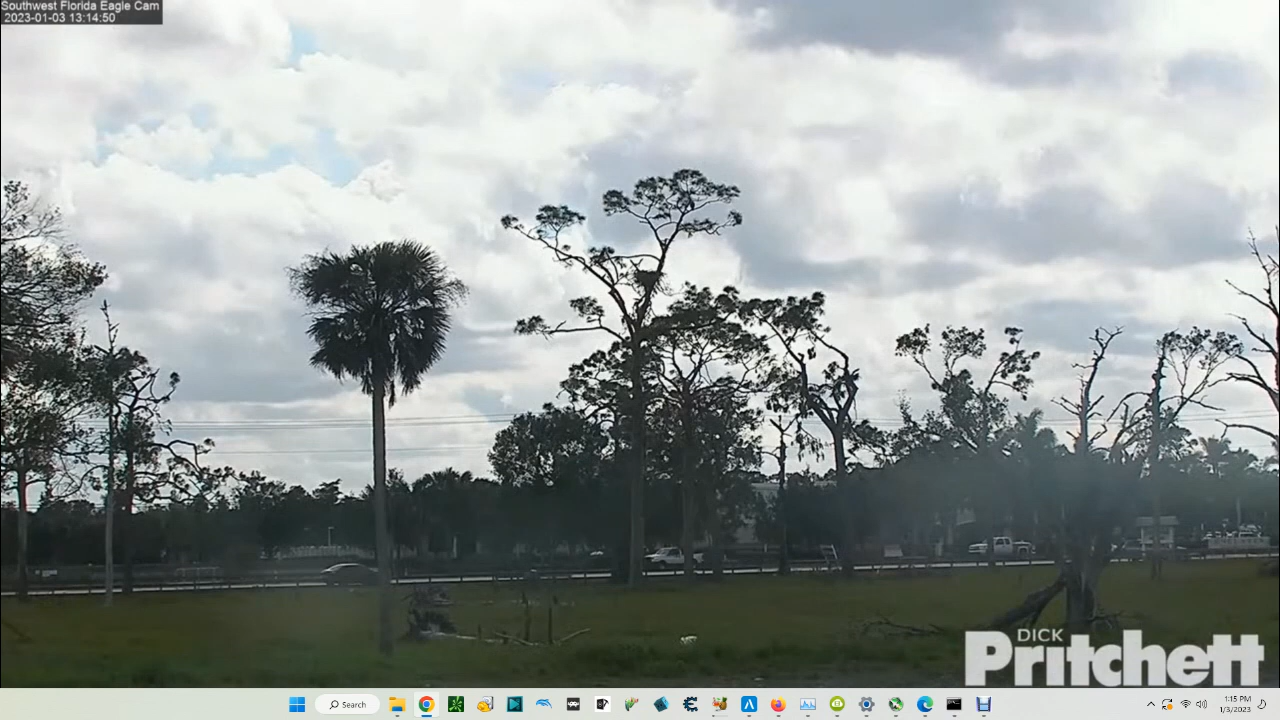 Southwest Florida Eagle Cam
2023-01-03 13:14:50
DICK
Pritchett
Search
1:15 PM
1/3/2023